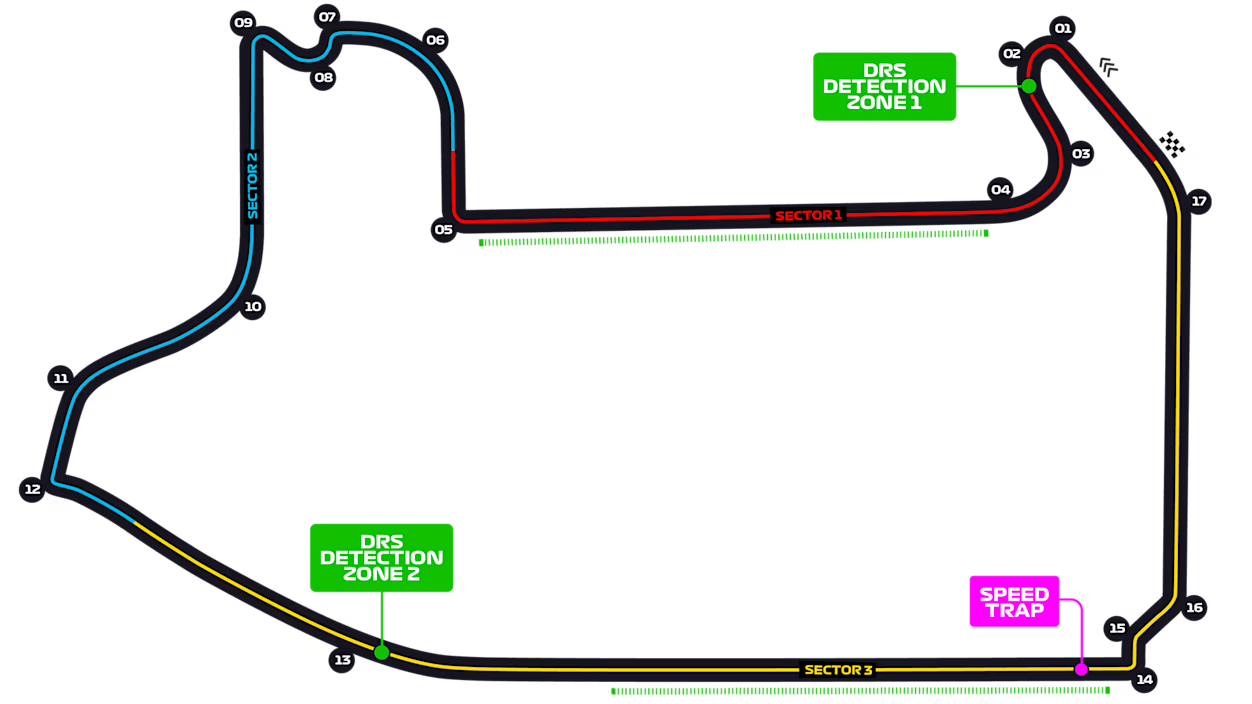 09
07
06
08
01
02
DRS
DETECTION
ZONE 1
03
04
17
SECTOR 2
SECTOR 1
05
10
11
12
DRS
DETECTION
ZONE 2
SPEED
TRAP
16
15
13
SECTOR 3
14